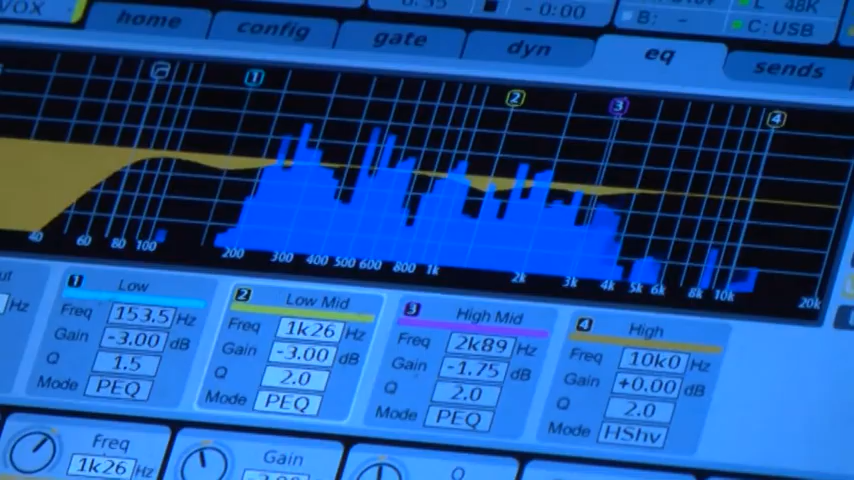 VOX
- 0:00
B: -
L 48K
C: USB
home config gate dyn eq sends
1 2 3 4
40 60 80 100 200 300 400 500 600 800 1k 2k 3k 4k 5k 6k 8k 10k 20k
Hz
1 Low
Freq 153.5 Hz
Gain -3.00 dB
Q 1.5
Mode PEQ
2 Low Mid
Freq 1k26 Hz
Gain -3.00 dB
Q 2.0
Mode PEQ
3 High Mid
Freq 2k89 Hz
Gain -1.75 dB
Q 2.0
Mode PEQ
4 High
Freq 10k0 Hz
Gain +0.00 dB
Q 2.0
Mode HShv
Freq
1k26 Hz
Gain
Q